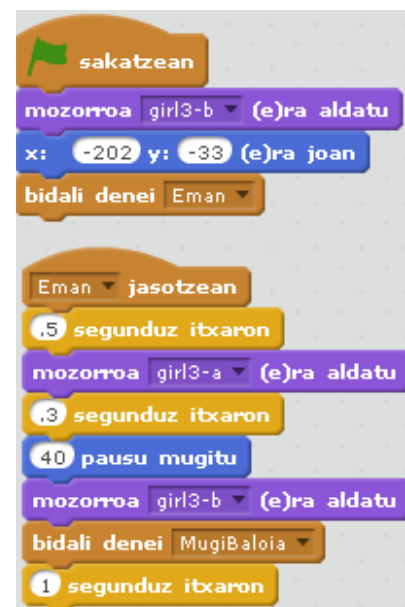 sakatzean
mozorroa girl3-b (e)ra aldatu
x: -202 y: -33 (e)ra joan
bidali denei Eman
Eman jasotzean
.5 segunduz itxaron
mozorroa girl3-a (e)ra aldatu
.3 segunduz itxaron
40 pausu mugitu
mozorroa girl3-b (e)ra aldatu
bidali denei MugiBaloia
1 segunduz itxaron